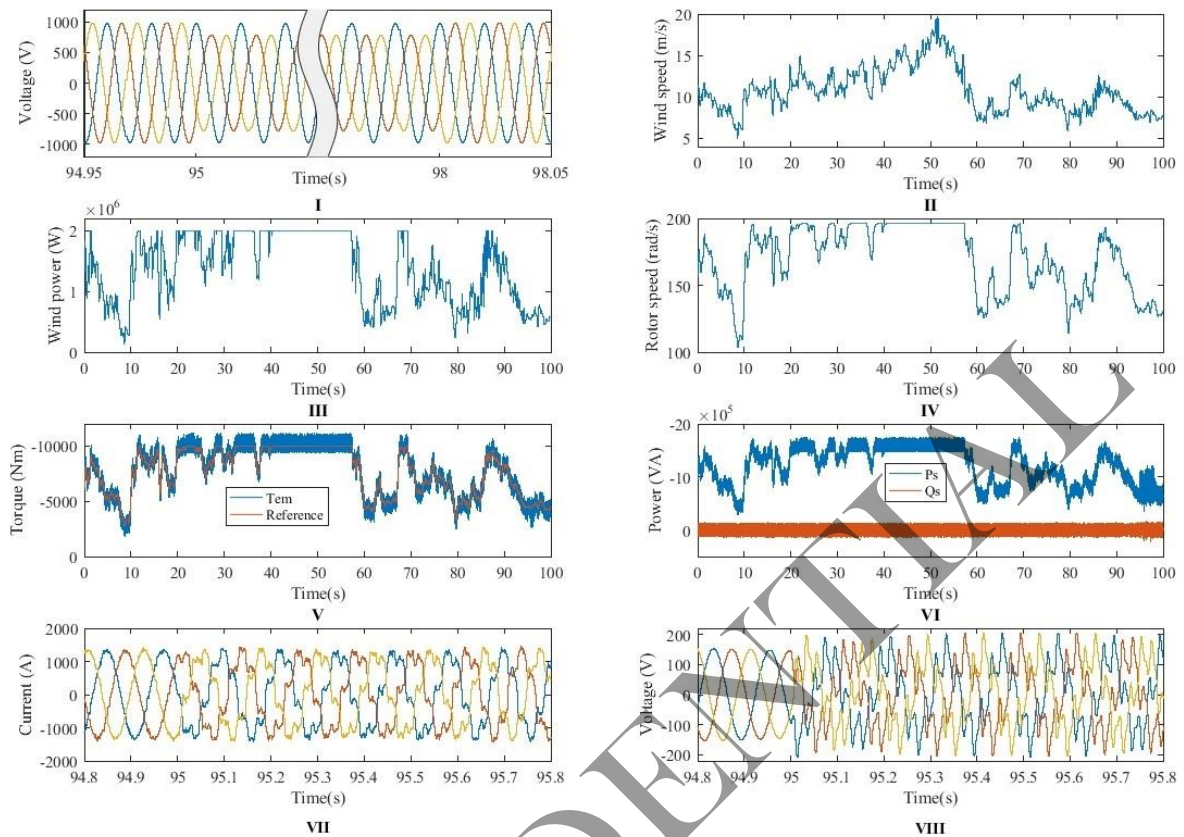 1000
500
0
-500
-1000
Voltage (V)
94.95
95
98
98.05
Time(s)
I
20
15
10
5
Wind speed (m/s)
0 10 20 30 40 50 60 70 80 90 100
Time(s)
II
×10^6
2
1
0
Wind power (W)
0 10 20 30 40 50 60 70 80 90 100
Time(s)
III
200
150
100
Rotor speed (rad/s)
0 10 20 30 40 50 60 70 80 90 100
Time(s)
IV
-10000
-5000
0
Torque (Nm)
Tem
Reference
0 10 20 30 40 50 60 70 80 90 100
Time(s)
V
×10^5
-20
-10
0
Power (VA)
Ps
Qs
0 10 20 30 40 50 60 70 80 90 100
Time(s)
VI
2000
1000
0
-1000
-2000
Current (A)
94.8 94.9 95 95.1 95.2 95.3 95.4 95.5 95.6 95.7 95.8
Time(s)
VII
200
100
0
-100
-200
Voltage (V)
94.8 94.9 95 95.1 95.2 95.3 95.4 95.5 95.6 95.7 95.8
Time(s)
VIII
DENTIAL